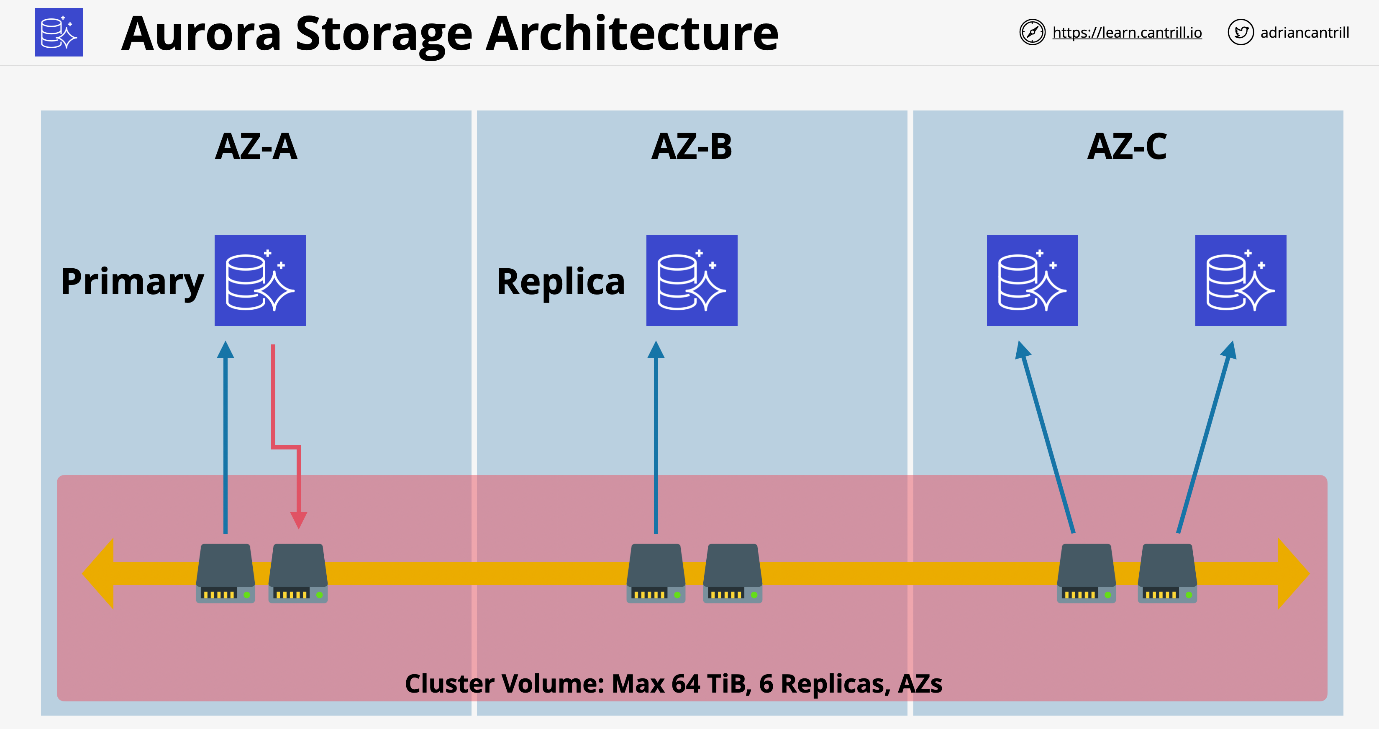 Aurora Storage Architecture
https://learn.cantrill.io
adriancantrill
AZ-A
AZ-B
AZ-C
Primary
Replica
Cluster Volume: Max 64 TiB, 6 Replicas, AZs